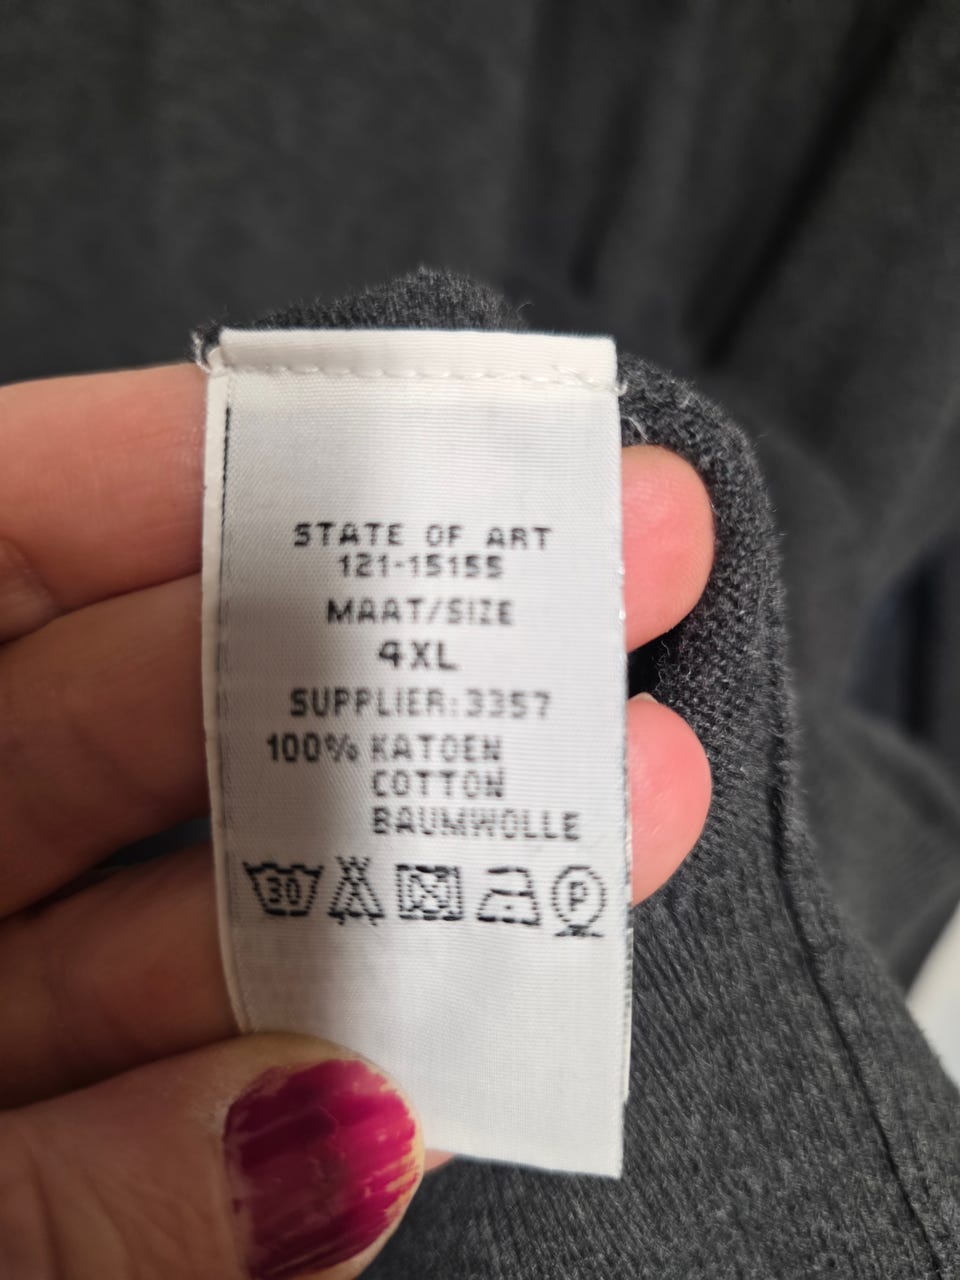 STATE OF ART
121-15155
MAAT/SIZE
4XL
SUPPLIER:3357
100% KATOEN
COTTON
BAUMWOLLE
30 P